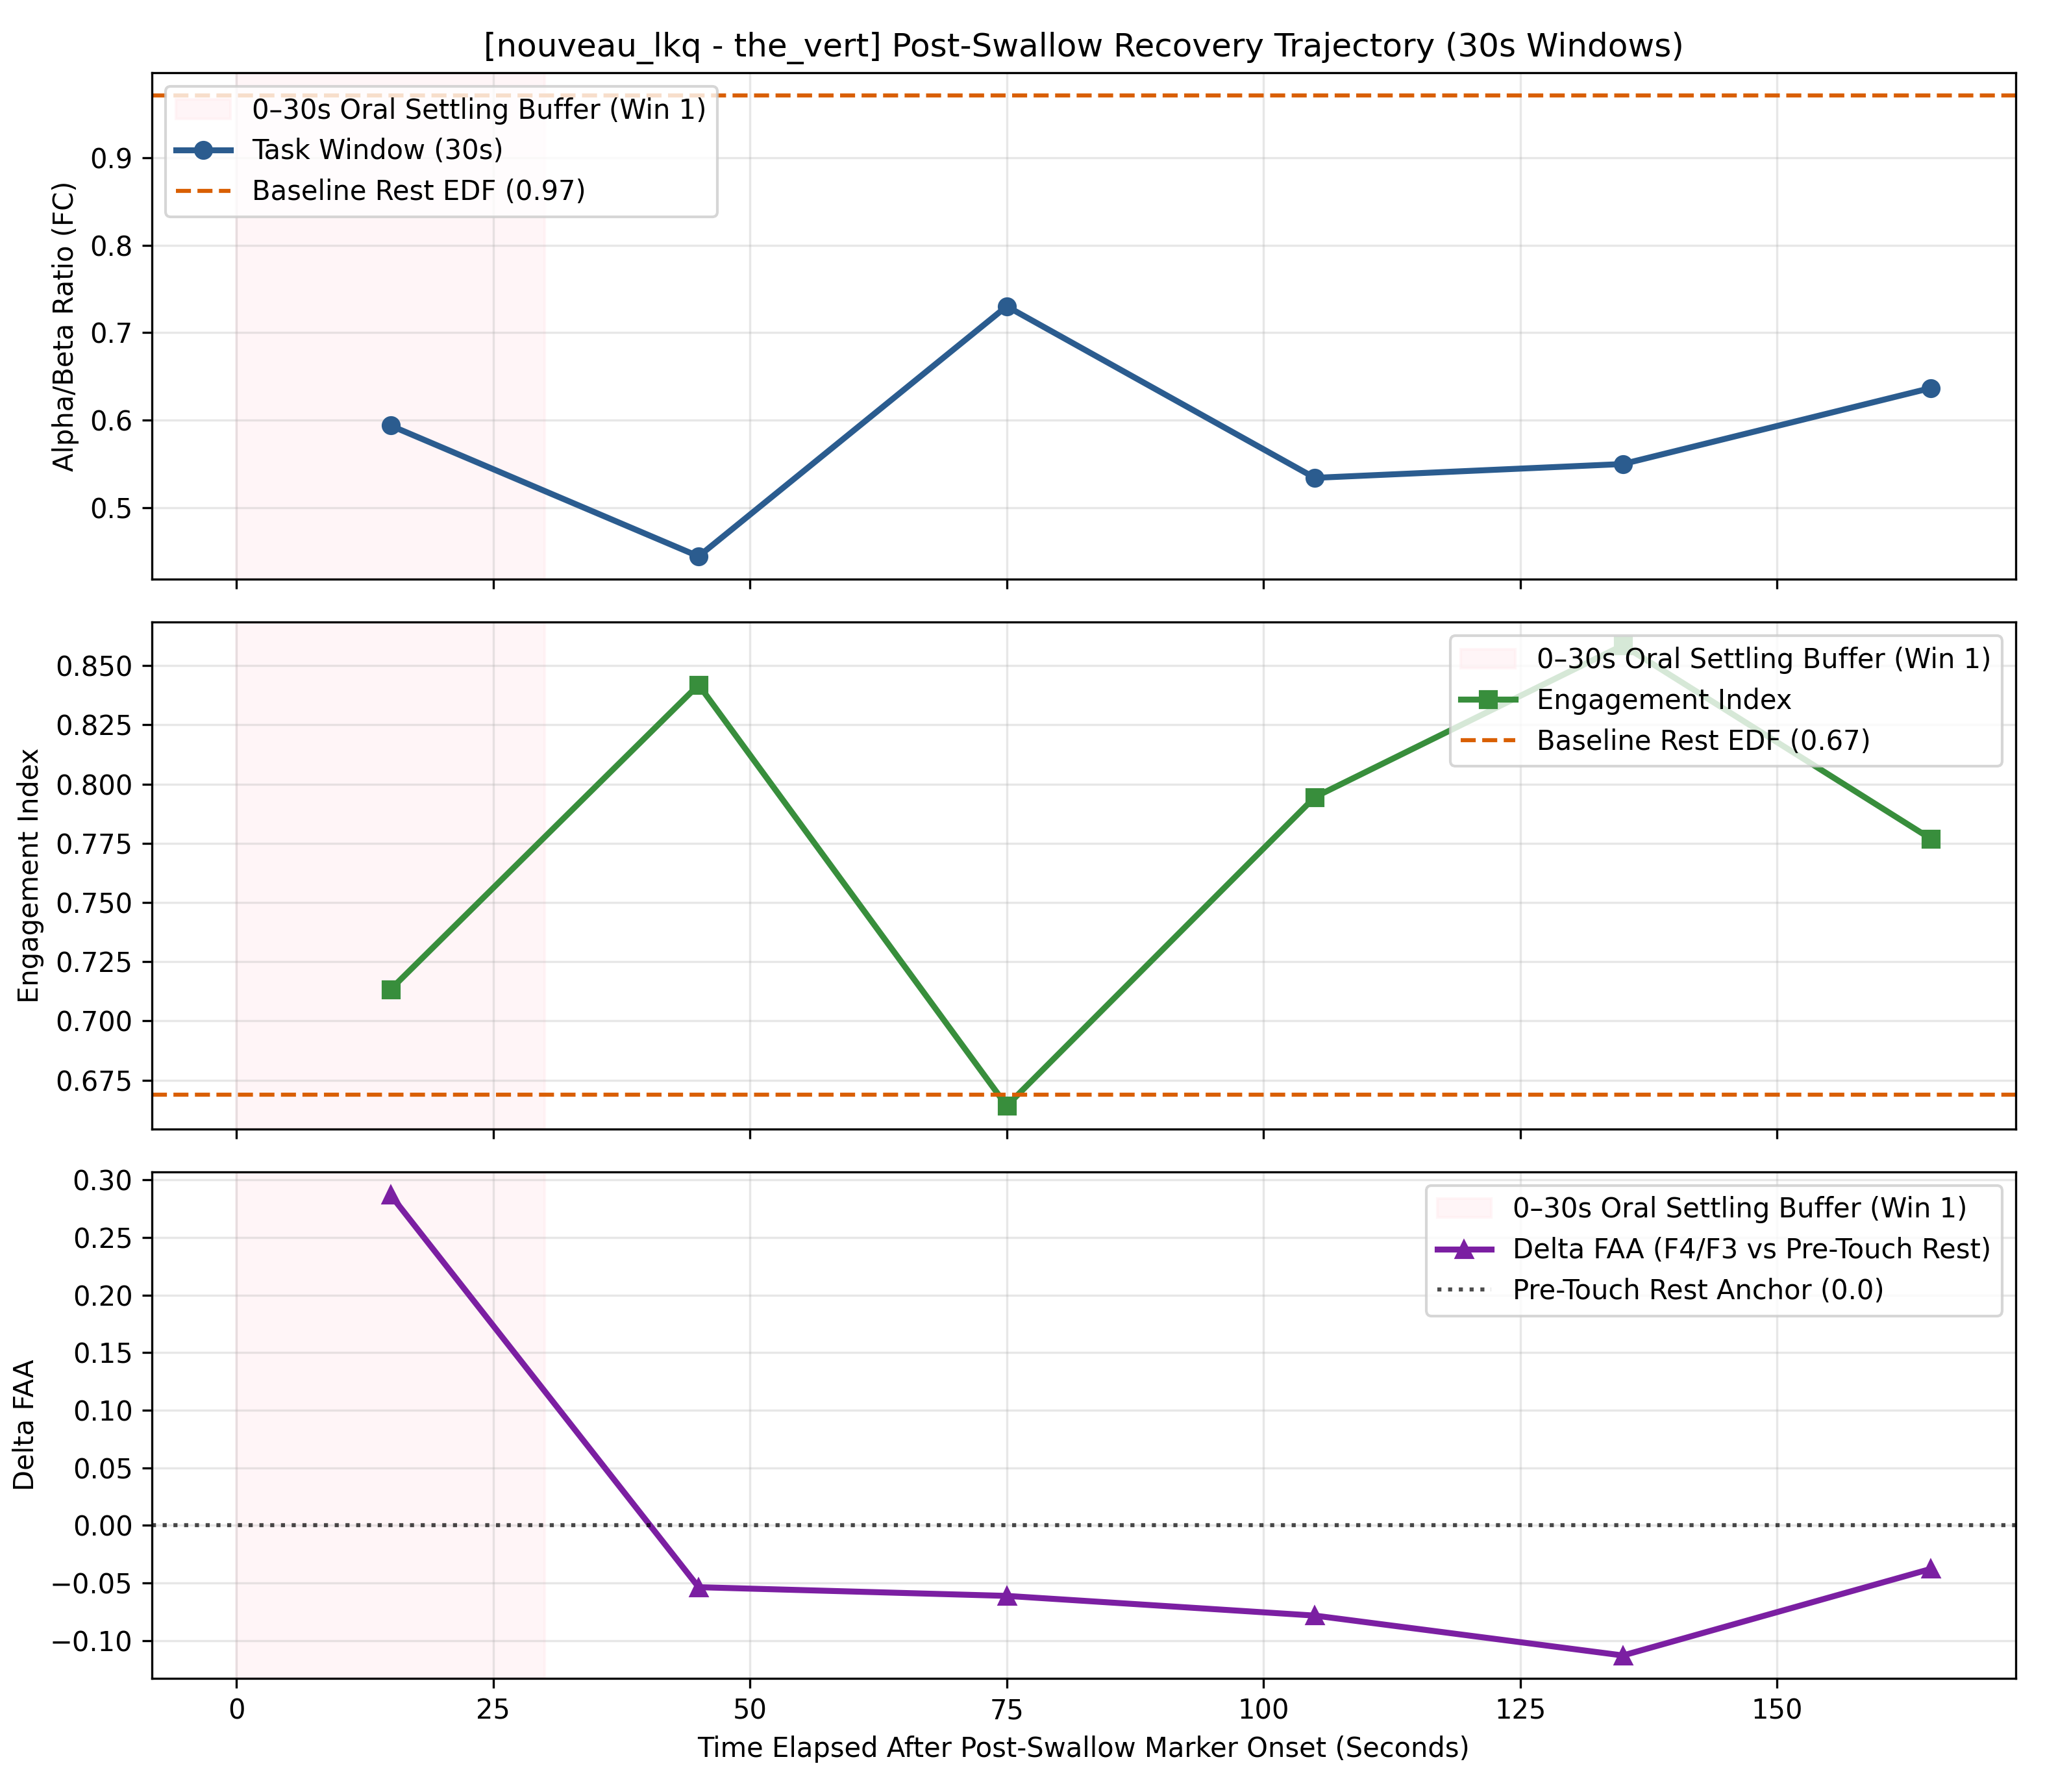 [nouveau_lkq - the_vert] Post-Swallow Recovery Trajectory (30s Windows)
0–30s Oral Settling Buffer (Win 1)
Task Window (30s)
Baseline Rest EDF (0.97)
Alpha/Beta Ratio (FC)
0.9
0.8
0.7
0.6
0.5
0–30s Oral Settling Buffer (Win 1)
Engagement Index
Baseline Rest EDF (0.67)
Engagement Index
0.850
0.825
0.800
0.775
0.750
0.725
0.700
0.675
0–30s Oral Settling Buffer (Win 1)
Delta FAA (F4/F3 vs Pre-Touch Rest)
Pre-Touch Rest Anchor (0.0)
Delta FAA
0.30
0.25
0.20
0.15
0.10
0.05
0.00
−0.05
−0.10
0 25 50 75 100 125 150
Time Elapsed After Post-Swallow Marker Onset (Seconds)